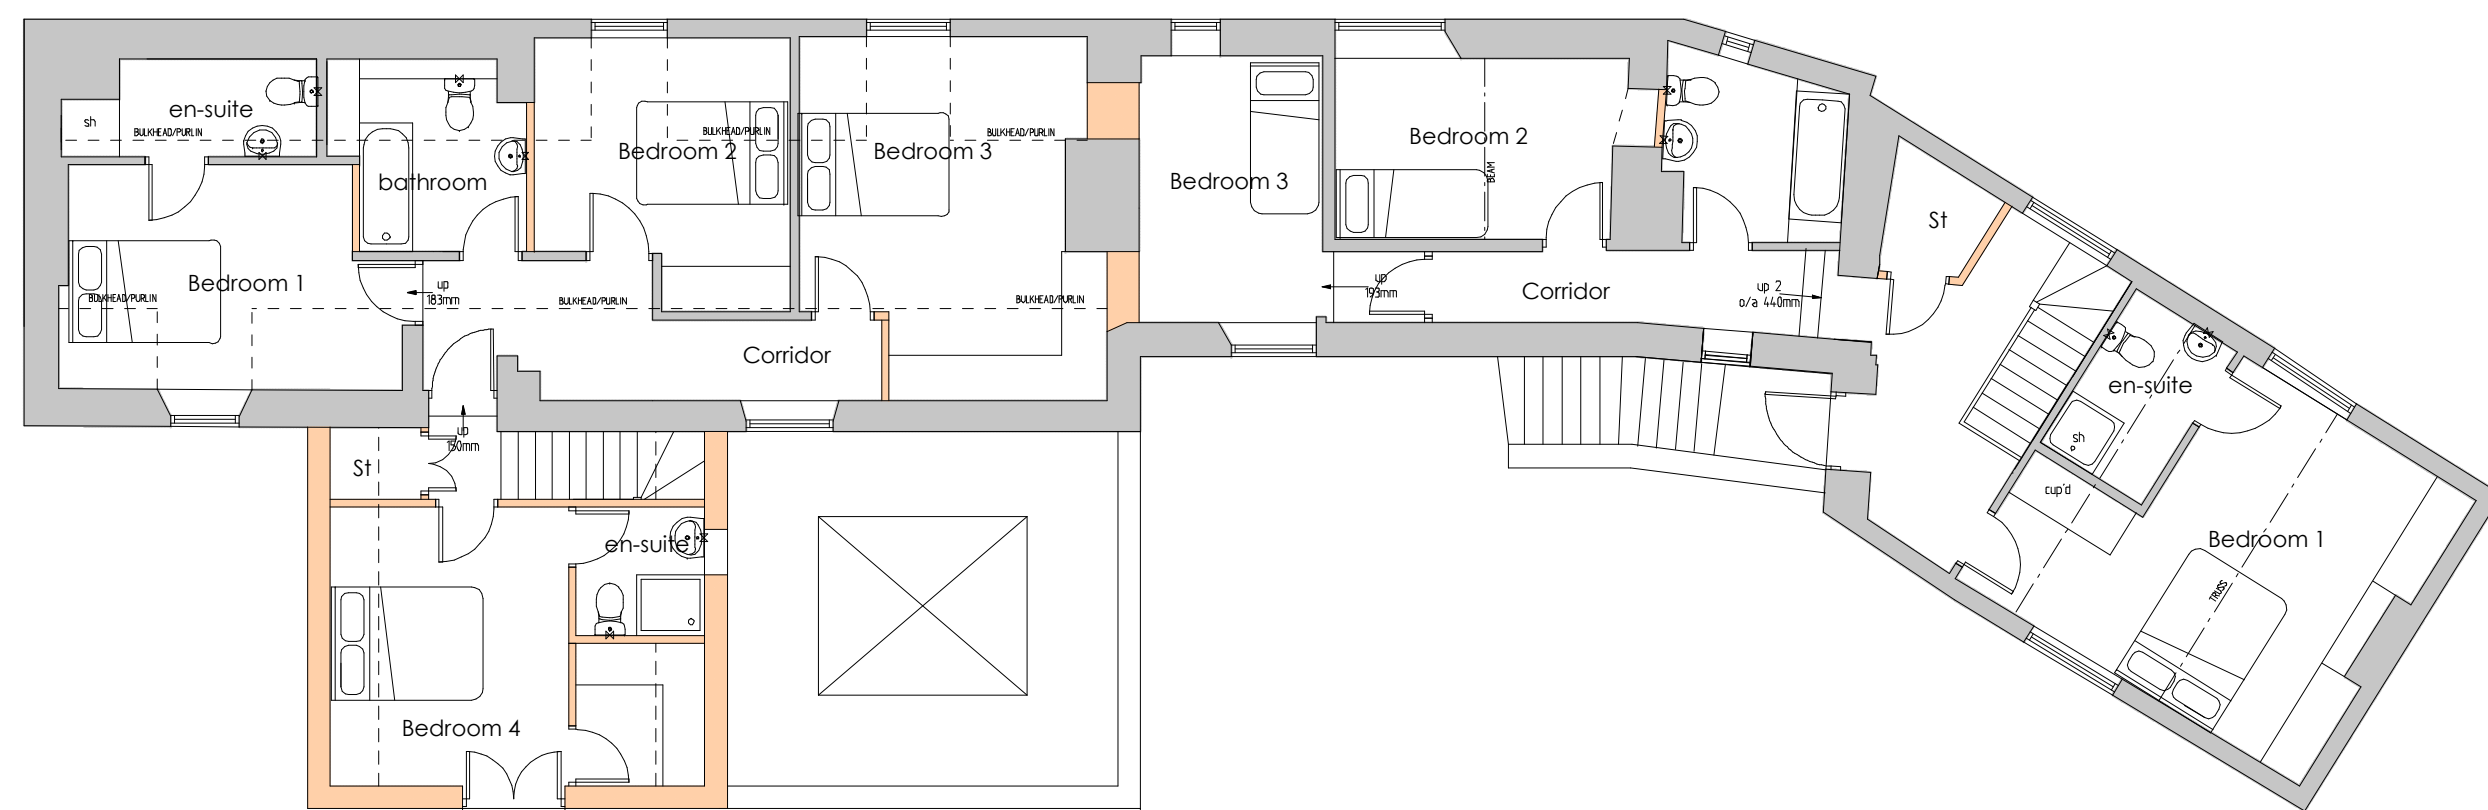 sh
en-suite
BULKHEAD/PURLIN
bathroom
Bedroom 2
BULKHEAD/PURLIN
Bedroom 3
BULKHEAD/PURLIN
Bedroom 3
Bedroom 2
BEAM
St
Bedroom 1
BULKHEAD/PURLIN
up
183mm
BULKHEAD/PURLIN
BULKHEAD/PURLIN
Corridor
up
193mm
Corridor
up 2
o/a 440mm
en-suite
sh
cup'd
Bedroom 1
TRUSS
St
up
150mm
en-suite
Bedroom 4